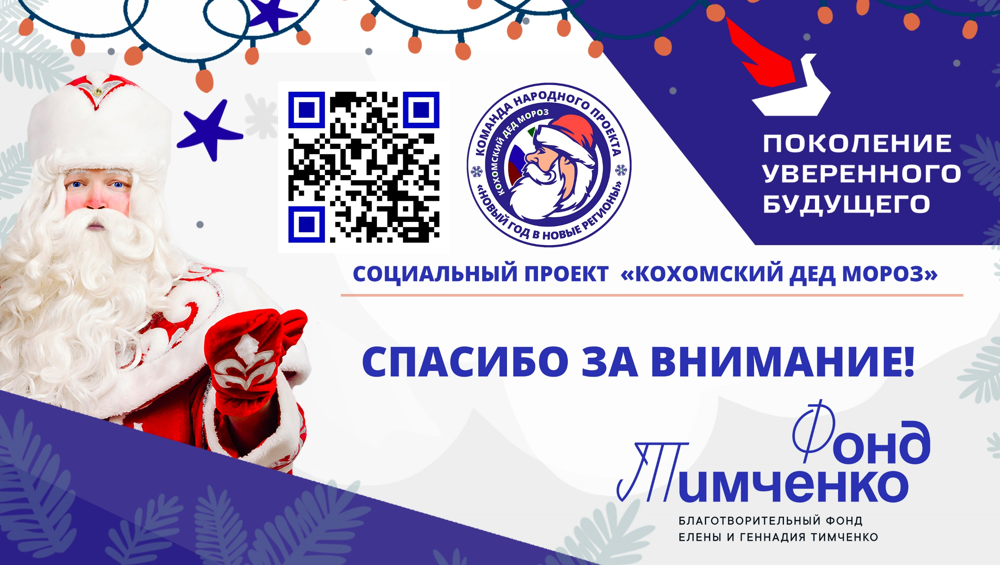 КОМАНДА НАРОДНОГО ПРОЕКТА
КОХОМСКИЙ ДЕД МОРОЗ
«НОВЫЙ ГОД В НОВЫЕ РЕГИОНЫ»
ПОКОЛЕНИЕ
УВЕРЕННОГО
БУДУЩЕГО
СОЦИАЛЬНЫЙ ПРОЕКТ «КОХОМСКИЙ ДЕД МОРОЗ»
СПАСИБО ЗА ВНИМАНИЕ!
Фонд
Тимченко
БЛАГОТВОРИТЕЛЬНЫЙ ФОНД
ЕЛЕНЫ И ГЕННАДИЯ ТИМЧЕНКО